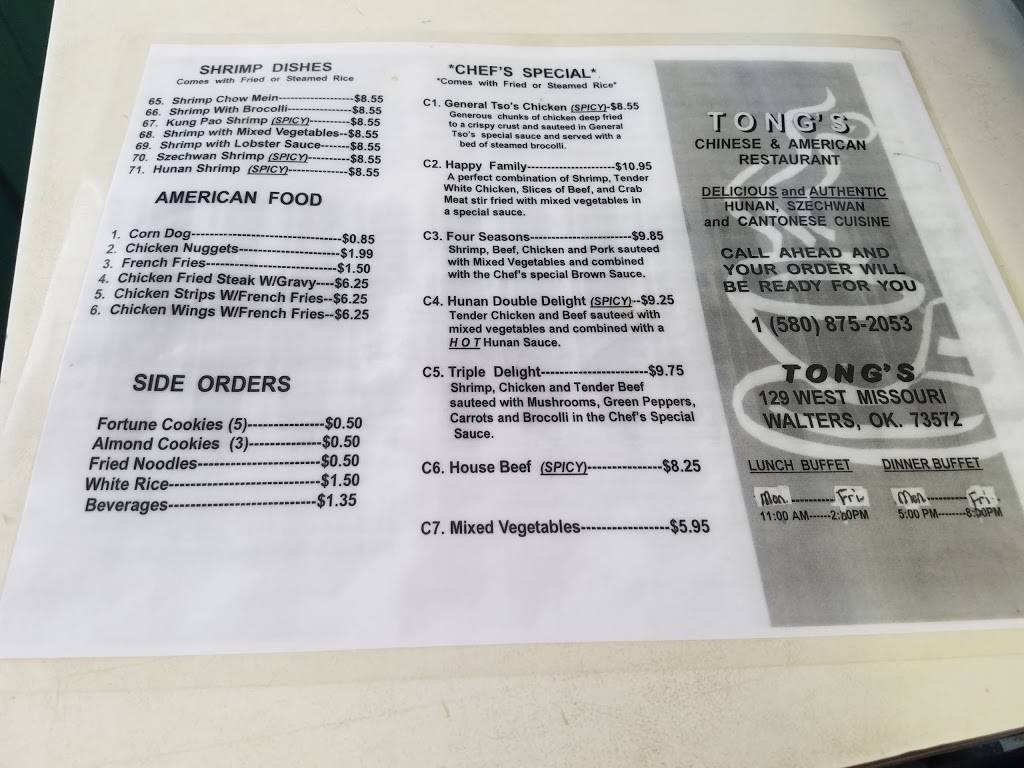 SHRIMP DISHES
Comes with Fried or Steamed Rice
65. Shrimp Chow Mein-------------------$8.55
66. Shrimp With Brocolli----------------$8.55
67. Kung Pao Shrimp (SPICY)----------$8.55
68. Shrimp with Mixed Vegetables--$8.55
69. Shrimp with Lobster Sauce-------$8.55
70. Szechwan Shrimp (SPICY)----------$8.55
71. Hunan Shrimp (SPICY)--------------$8.55
AMERICAN FOOD
1. Corn Dog----------------------------------$0.85
2. Chicken Nuggets-----------------------$1.99
3. French Fries------------------------------$1.50
4. Chicken Fried Steak W/Gravy----$6.25
5. Chicken Strips W/French Fries--$6.25
6. Chicken Wings W/French Fries--$6.25
SIDE ORDERS
Fortune Cookies (5)----------------$0.50
Almond Cookies (3)---------------$0.50
Fried Noodles-------------------------$0.50
White Rice-------------------------------$1.50
Beverages------------------------------$1.35
*CHEF'S SPECIAL*
*Comes with Fried or Steamed Rice*
C1. General Tso's Chicken (SPICY)-$8.55
Generous chunks of chicken deep fried
to a crispy crust and sauteed in General
Tso's special sauce and served with a
bed of steamed brocolli.
C2. Happy Family--------------------$10.95
A perfect combination of Shrimp, Tender
White Chicken, Slices of Beef, and Crab
Meat stir fried with mixed vegetables in
a special sauce.
C3. Four Seasons-----------------------$9.85
Shrimp, Beef, Chicken and Pork sauteed
with Mixed Vegetables and combined
with the Chef's special Brown Sauce.
C4. Hunan Double Delight (SPICY)--$9.25
Tender Chicken and Beef sauteed with
mixed vegetables and combined with a
HOT Hunan Sauce.
C5. Triple Delight-----------------------$9.75
Shrimp, Chicken and Tender Beef
sauteed with Mushrooms, Green Peppers,
Carrots and Brocolli in the Chef's Special
Sauce.
C6. House Beef (SPICY)---------------$8.25
C7. Mixed Vegetables------------------$5.95
TONG'S
CHINESE & AMERICAN
RESTAURANT
DELICIOUS and AUTHENTIC
HUNAN, SZECHWAN
and CANTONESE CUISINE
CALL AHEAD AND
YOUR ORDER WILL
BE READY FOR YOU
1 (580) 875-2053
TONG'S
129 WEST MISSOURI
WALTERS, OK. 73572
LUNCH BUFFET DINNER BUFFET
Mon.----------Fri. Mon.-----------Fri.
11:00 AM------2:00PM 5:00 PM--------8:00PM